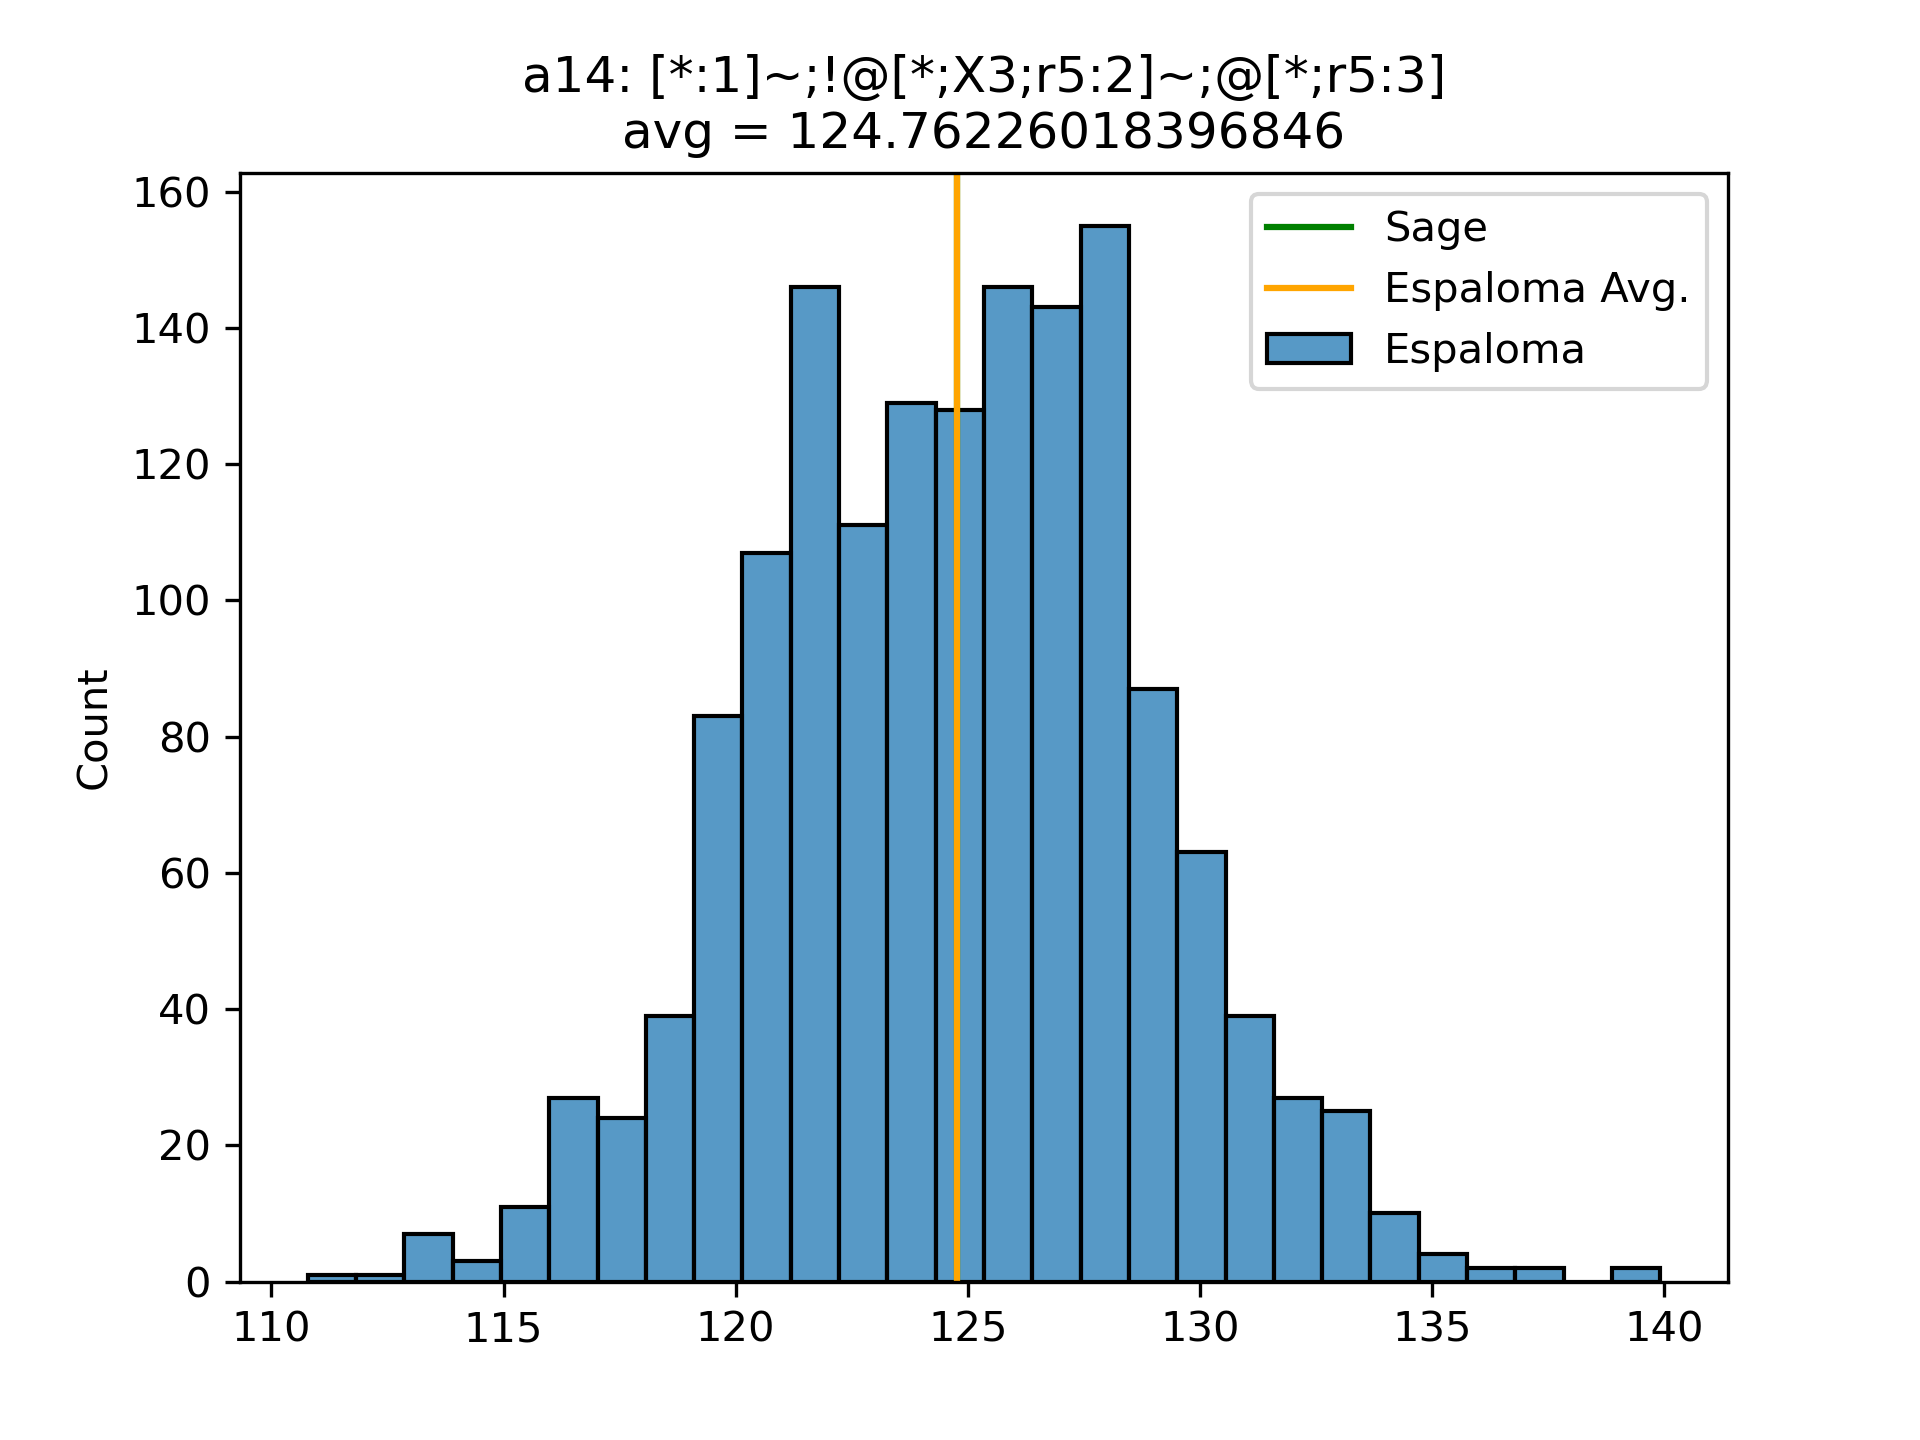 a14: [*:1]~;!@[*;X3;r5:2]~;@[*;r5:3]
avg = 124.76226018396846
160
140
120
100
80
60
40
20
0
Count
Sage
Espaloma Avg.
Espaloma
110 115 120 125 130 135 140